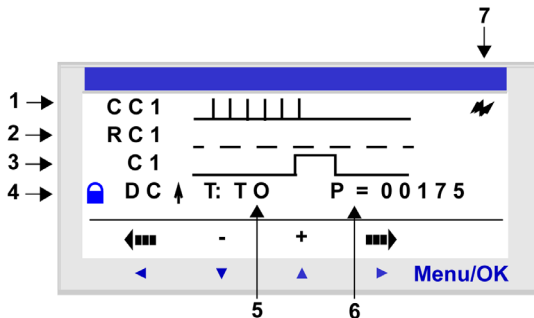 7
1 CC1
2 RC1
3 C1
4 DC T: TO P = 00175
- +
Menu/OK
5 6